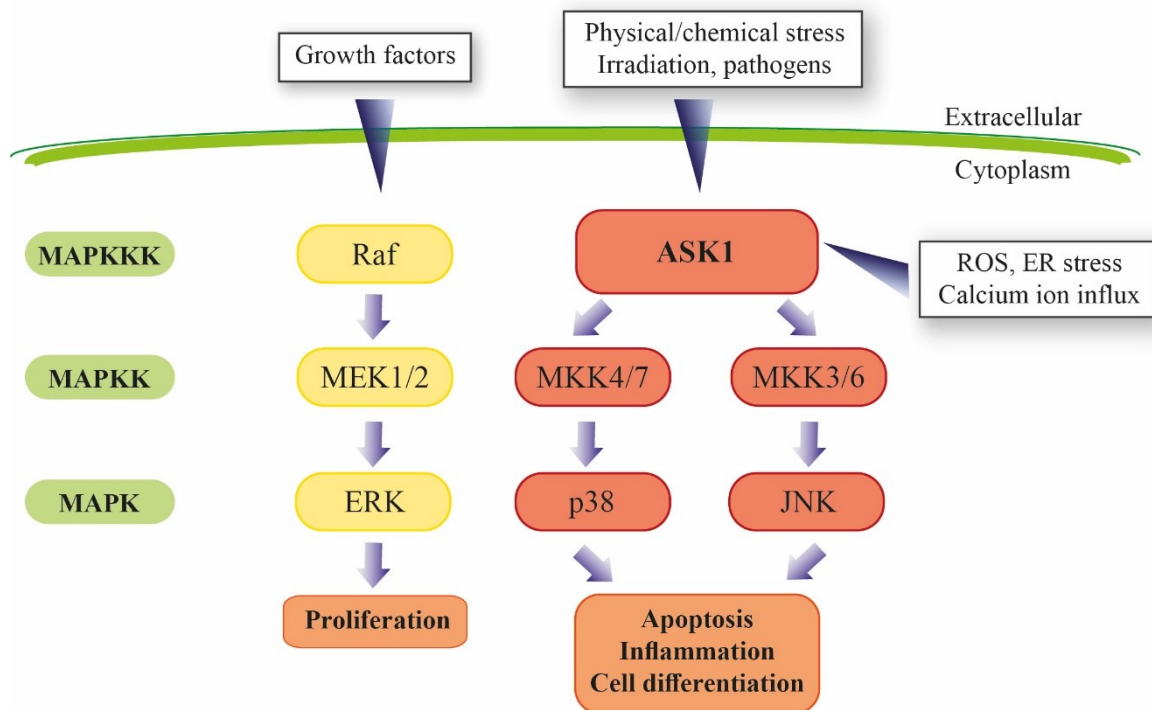 Growth factors
Physical/chemical stress
Irradiation, pathogens
Extracellular
Cytoplasm
MAPKKK
Raf
ASK1
ROS, ER stress
Calcium ion influx
MAPKK
MEK1/2
MKK4/7
MKK3/6
MAPK
ERK
p38
JNK
Proliferation
Apoptosis
Inflammation
Cell differentiation